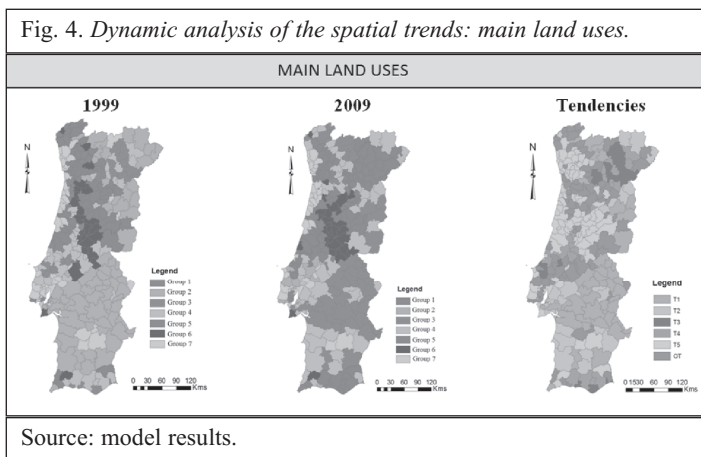 Fig. 4. Dynamic analysis of the spatial trends: main land uses.
MAIN LAND USES
1999
2009
Tendencies
N
N
N
Legend
Group 1
Group 2
Group 3
Group 4
Group 5
Group 6
Group 7
0 30 60 90 120
Kms
Legend
Group 1
Group 2
Group 3
Group 4
Group 5
Group 6
Group 7
0 30 60 90 120
Kms
Legend
T1
T2
T3
T4
T5
OT
0 1530 60 90 120
Kms
Source: model results.